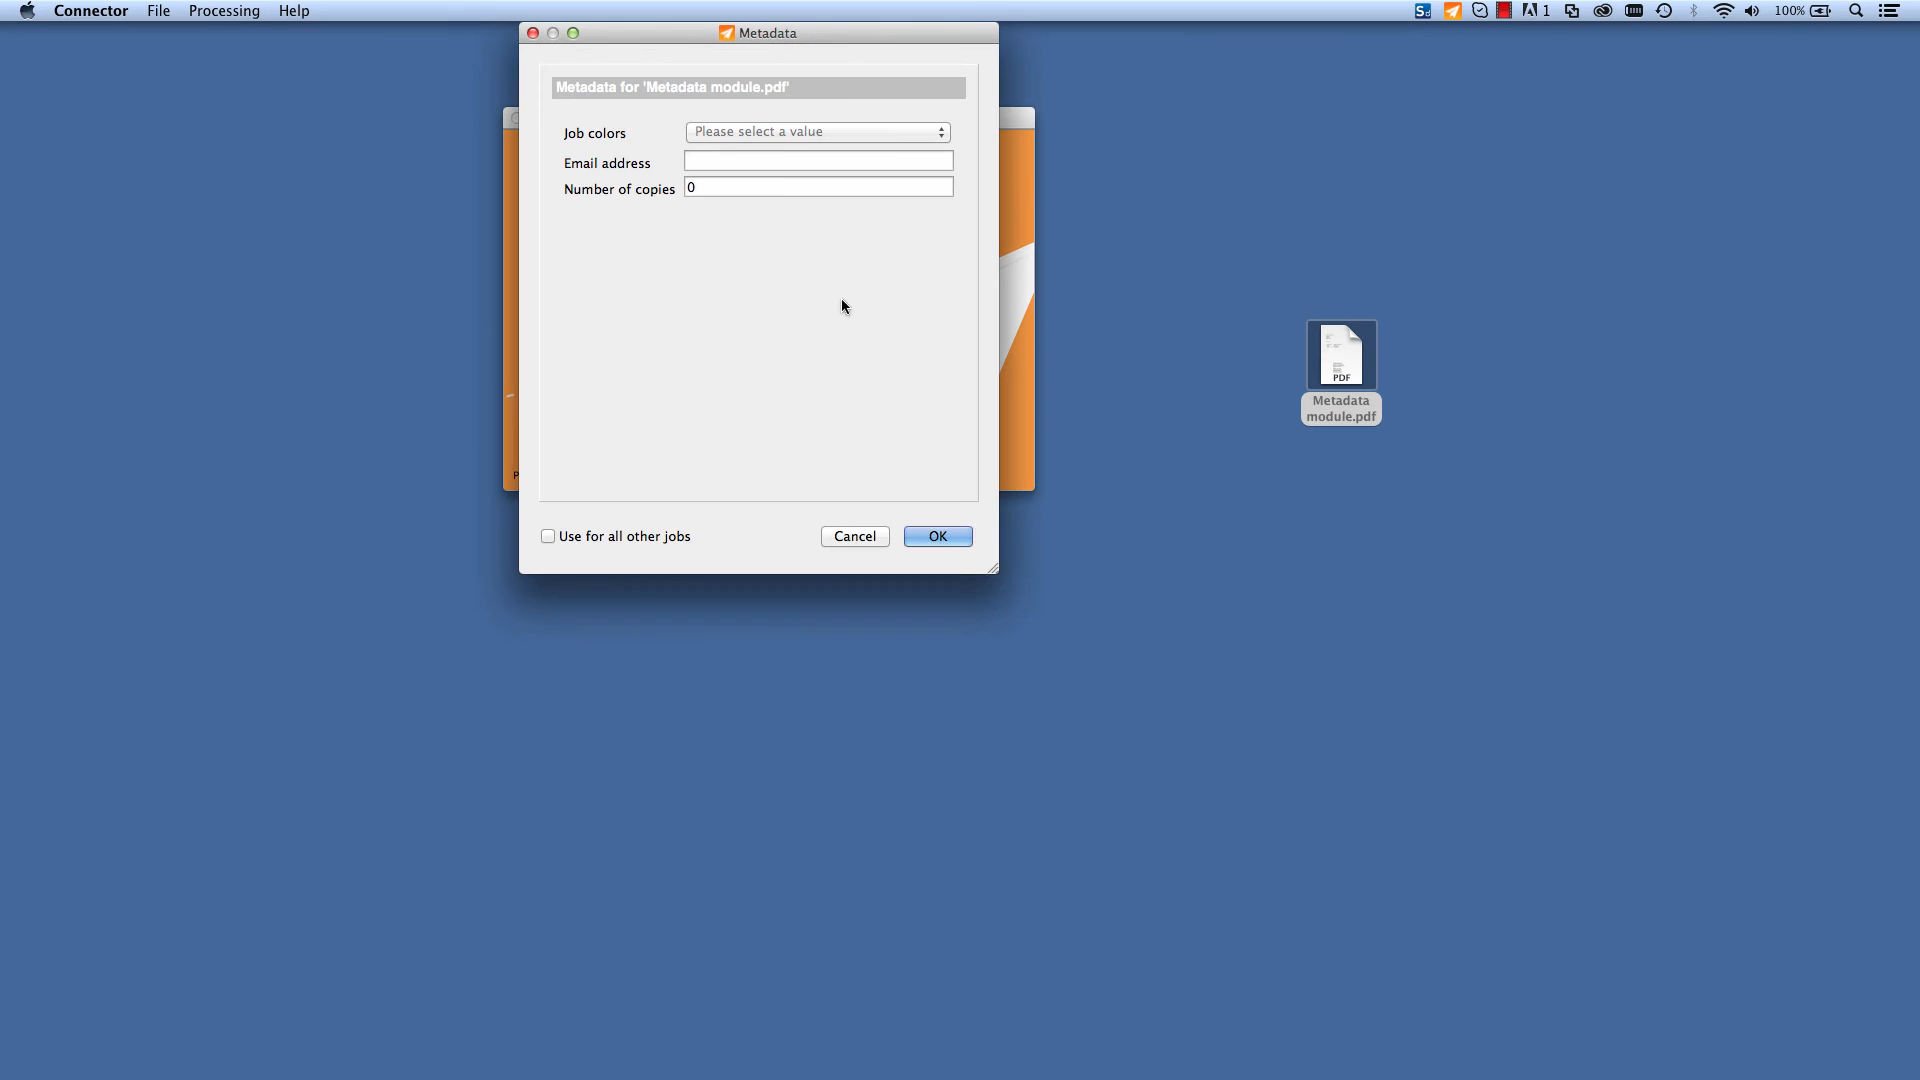 Connector File Processing Help
1 100%
Metadata
Metadata for 'Metadata module.pdf'
Job colors Please select a value
Email address
Number of copies 0
Use for all other jobs Cancel OK
P
PDF
Metadata
module.pdf